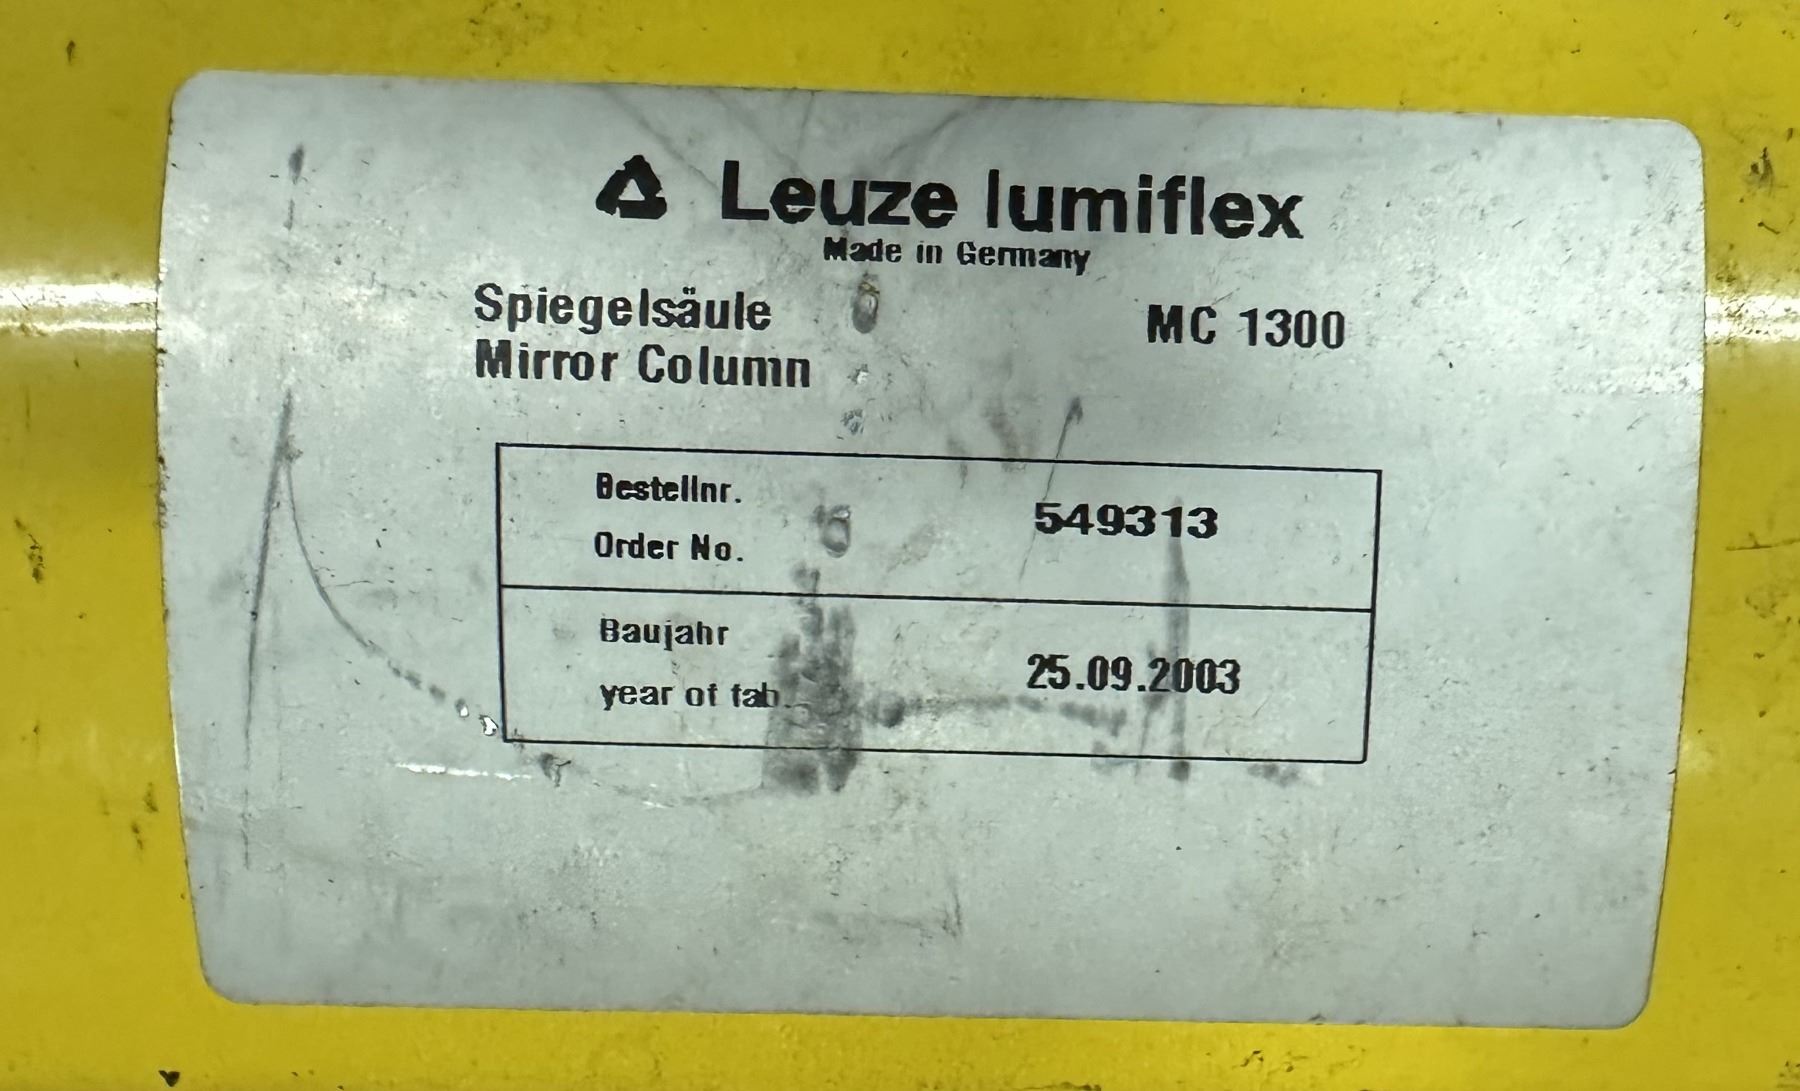 Leuze lumiflex
Made in Germany
Spiegelsäule MC 1300
Mirror Column
Bestellnr.
Order No. 549313
Baujahr
year of fab. 25.09.2003